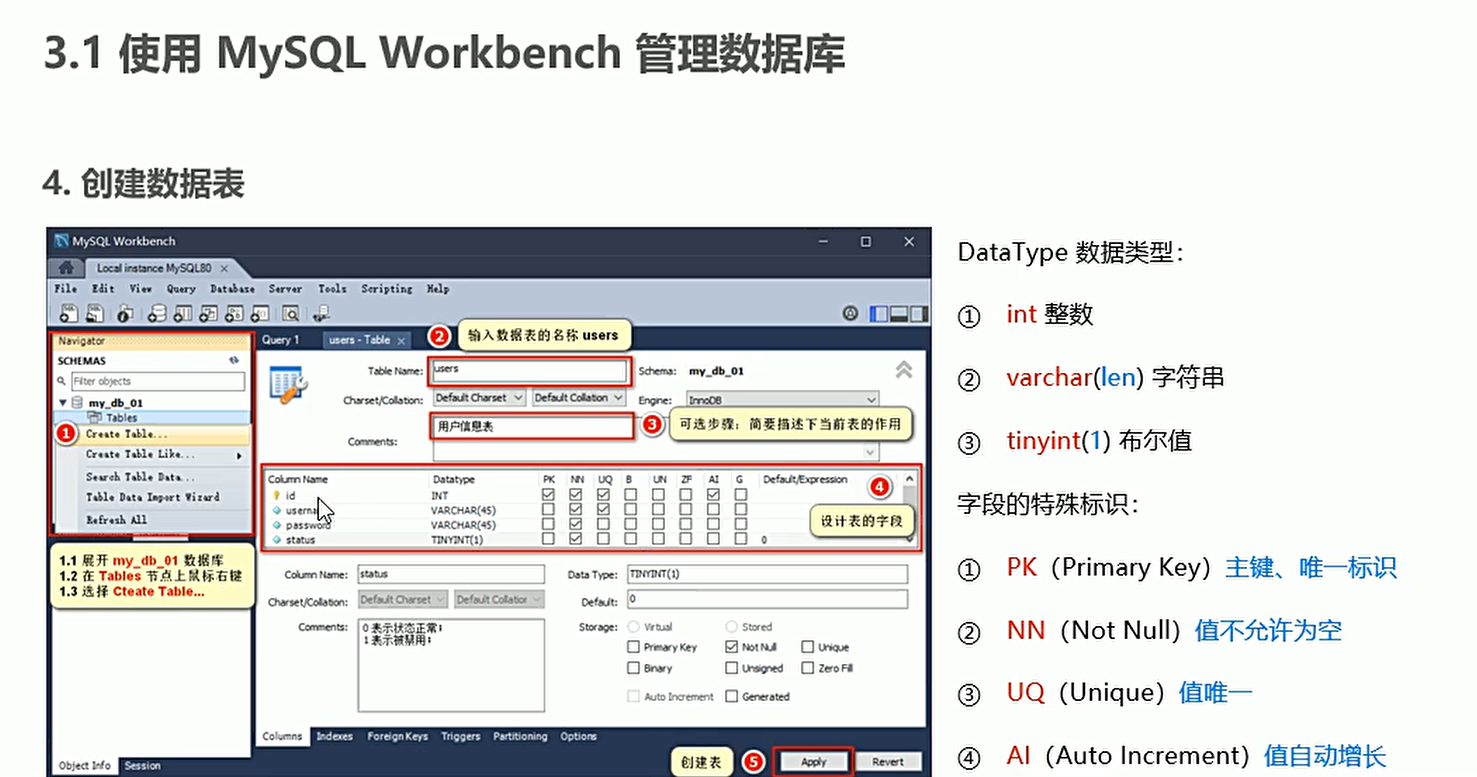 3.1 使用 MySQL Workbench 管理数据库
4. 创建数据表
MySQL Workbench
Local instance MySQL80
File Edit View Query Database Server Tools Scripting Help
Navigator
SCHEMAS
Filter objects
my_db_01
Tables
1
Create Table...
Create Table Like...
Search Table Data...
Table Data Import Wizard
Refresh All
1.1 展开 my_db_01 数据库
1.2 在 Tables 节点上鼠标右键
1.3 选择 Cteate Table...
Object Info Session
Query 1
users - Table
2 输入数据表的名称 users
Table Name: users Schema: my_db_01
Charset/Collation: Default Charset Default Collation Engine: InnoDB
Comments: 用户信息表
3 可选步骤：简要描述下当前表的作用
Column Name Datatype PK NN UQ B UN ZF AI G Default/Expression
id INT
VARCHAR(45)
password VARCHAR(45)
status TINYINT(1) 0
4
设计表的字段
Column Name: status Data Type: TINYINT(1)
Charset/Collation: Default Charset Default Collation Default: 0
Comments: 0 表示状态正常；
1 表示被禁用；
Storage: Virtual Stored
Primary Key Not Null Unique
Binary Unsigned Zero Fill
Auto Increment Generated
Columns Indexes Foreign Keys Triggers Partitioning Options
创建表 5 Apply Revert
DataType 数据类型：
① int 整数
② varchar(len) 字符串
③ tinyint(1) 布尔值
字段的特殊标识：
① PK（Primary Key）主键、唯一标识
② NN（Not Null）值不允许为空
③ UQ（Unique）值唯一
④ AI（Auto Increment）值自动增长